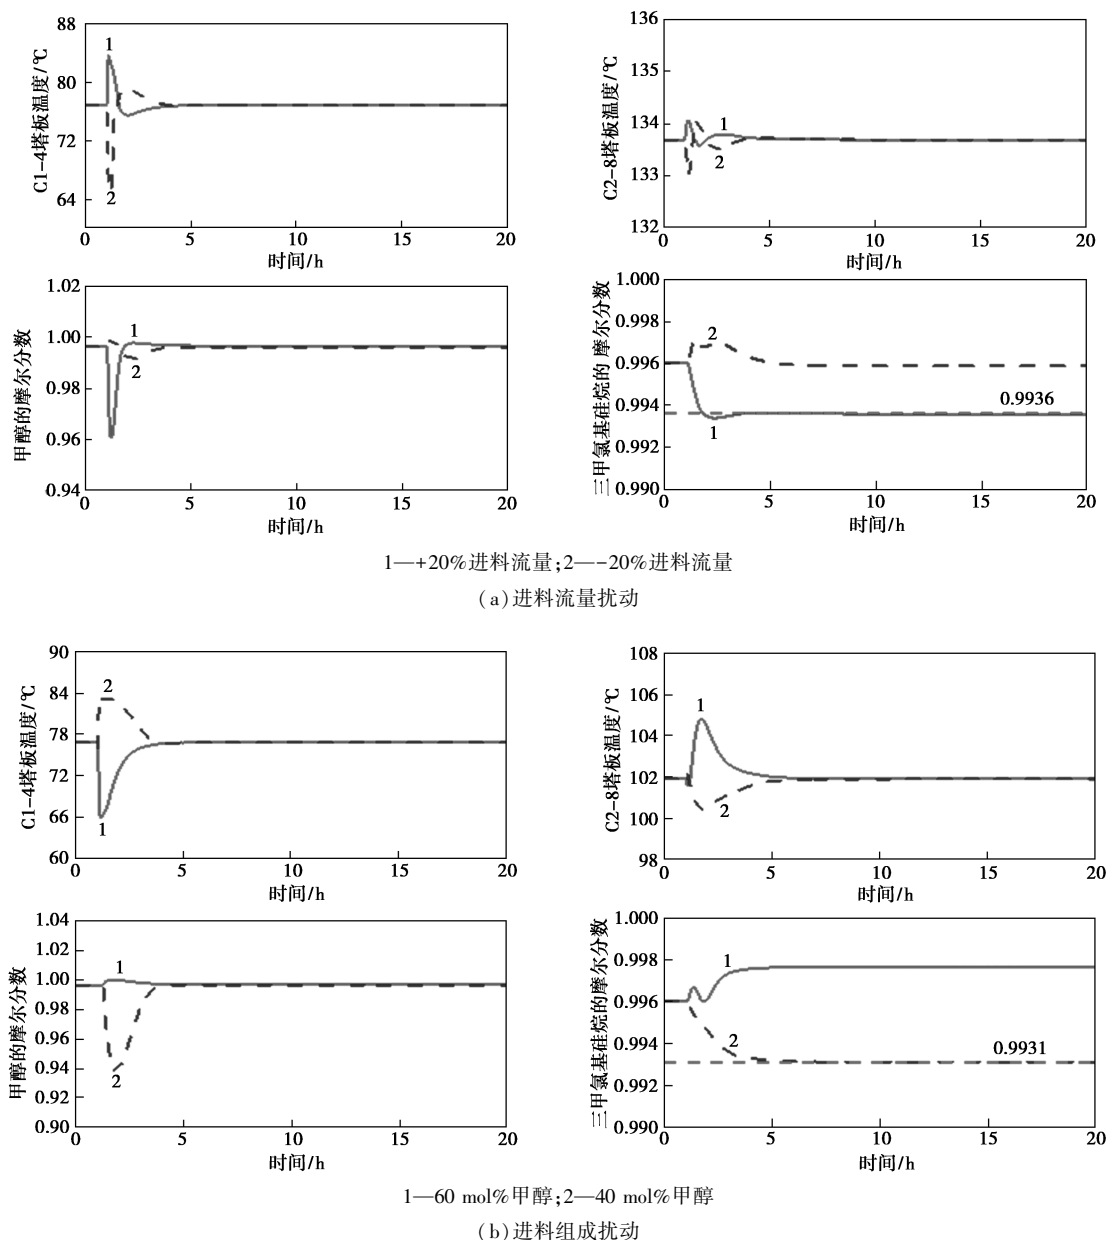 88
80
72
64
C1-4塔板温度/℃
1
2
0 5 10 15 20
时间/h
136
135
134
133
132
C2-8塔板温度/℃
1
2
0 5 10 15 20
时间/h
1.02
1.00
0.98
0.96
0.94
甲醇的摩尔分数
1
2
0 5 10 15 20
时间/h
1.000
0.998
0.996
0.994
0.992
0.990
三甲氯基硅烷的 摩尔分数
2
0.9936
1
0 5 10 15 20
时间/h
1—+20%进料流量;2—-20%进料流量
(a)进料流量扰动
90
84
78
72
66
60
C1-4塔板温度/℃
2
1
0 5 10 15 20
时间/h
108
106
104
102
100
98
C2-8塔板温度/℃
1
2
0 5 10 15 20
时间/h
1.04
1.02
1.00
0.98
0.96
0.94
0.92
0.90
甲醇的摩尔分数
1
2
0 5 10 15 20
时间/h
1.000
0.998
0.996
0.994
0.992
0.990
三甲氯基硅烷的摩尔分数
1
2
0.9931
0 5 10 15 20
时间/h
1—60 mol%甲醇;2—40 mol%甲醇
(b)进料组成扰动